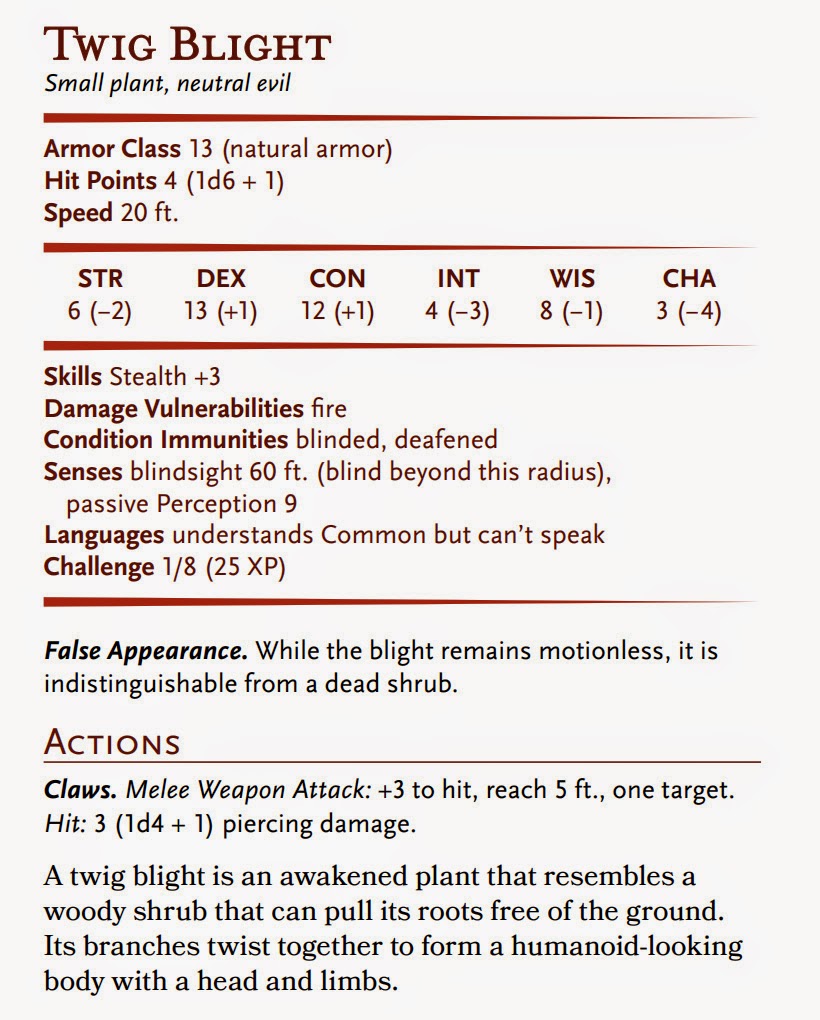 Twig Blight
Small plant, neutral evil
Armor Class 13 (natural armor)
Hit Points 4 (1d6 + 1)
Speed 20 ft.
STR DEX CON INT WIS CHA
6 (–2) 13 (+1) 12 (+1) 4 (–3) 8 (–1) 3 (–4)
Skills Stealth +3
Damage Vulnerabilities fire
Condition Immunities blinded, deafened
Senses blindsight 60 ft. (blind beyond this radius),
passive Perception 9
Languages understands Common but can’t speak
Challenge 1/8 (25 XP)
False Appearance. While the blight remains motionless, it is
indistinguishable from a dead shrub.
Actions
Claws. Melee Weapon Attack: +3 to hit, reach 5 ft., one target.
Hit: 3 (1d4 + 1) piercing damage.
A twig blight is an awakened plant that resembles a
woody shrub that can pull its roots free of the ground.
Its branches twist together to form a humanoid-looking
body with a head and limbs.